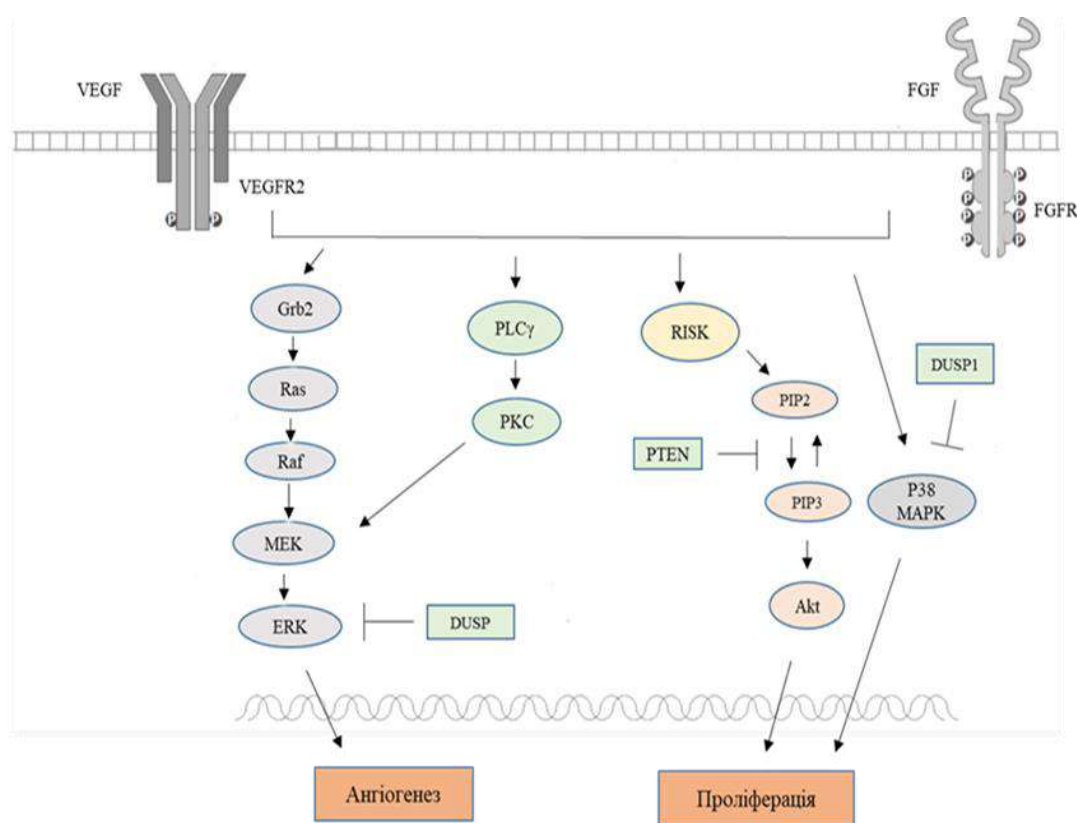 VEGF
FGF
VEGFR2
P
P
P
P
P
P
P
P
P
P
FGFR
Grb2
PLCγ
RISK
DUSP1
Ras
PIP2
PKC
PTEN
Raf
PIP3
P38
MAPK
MEK
Akt
ERK
DUSP
Ангіогенез
Проліферація